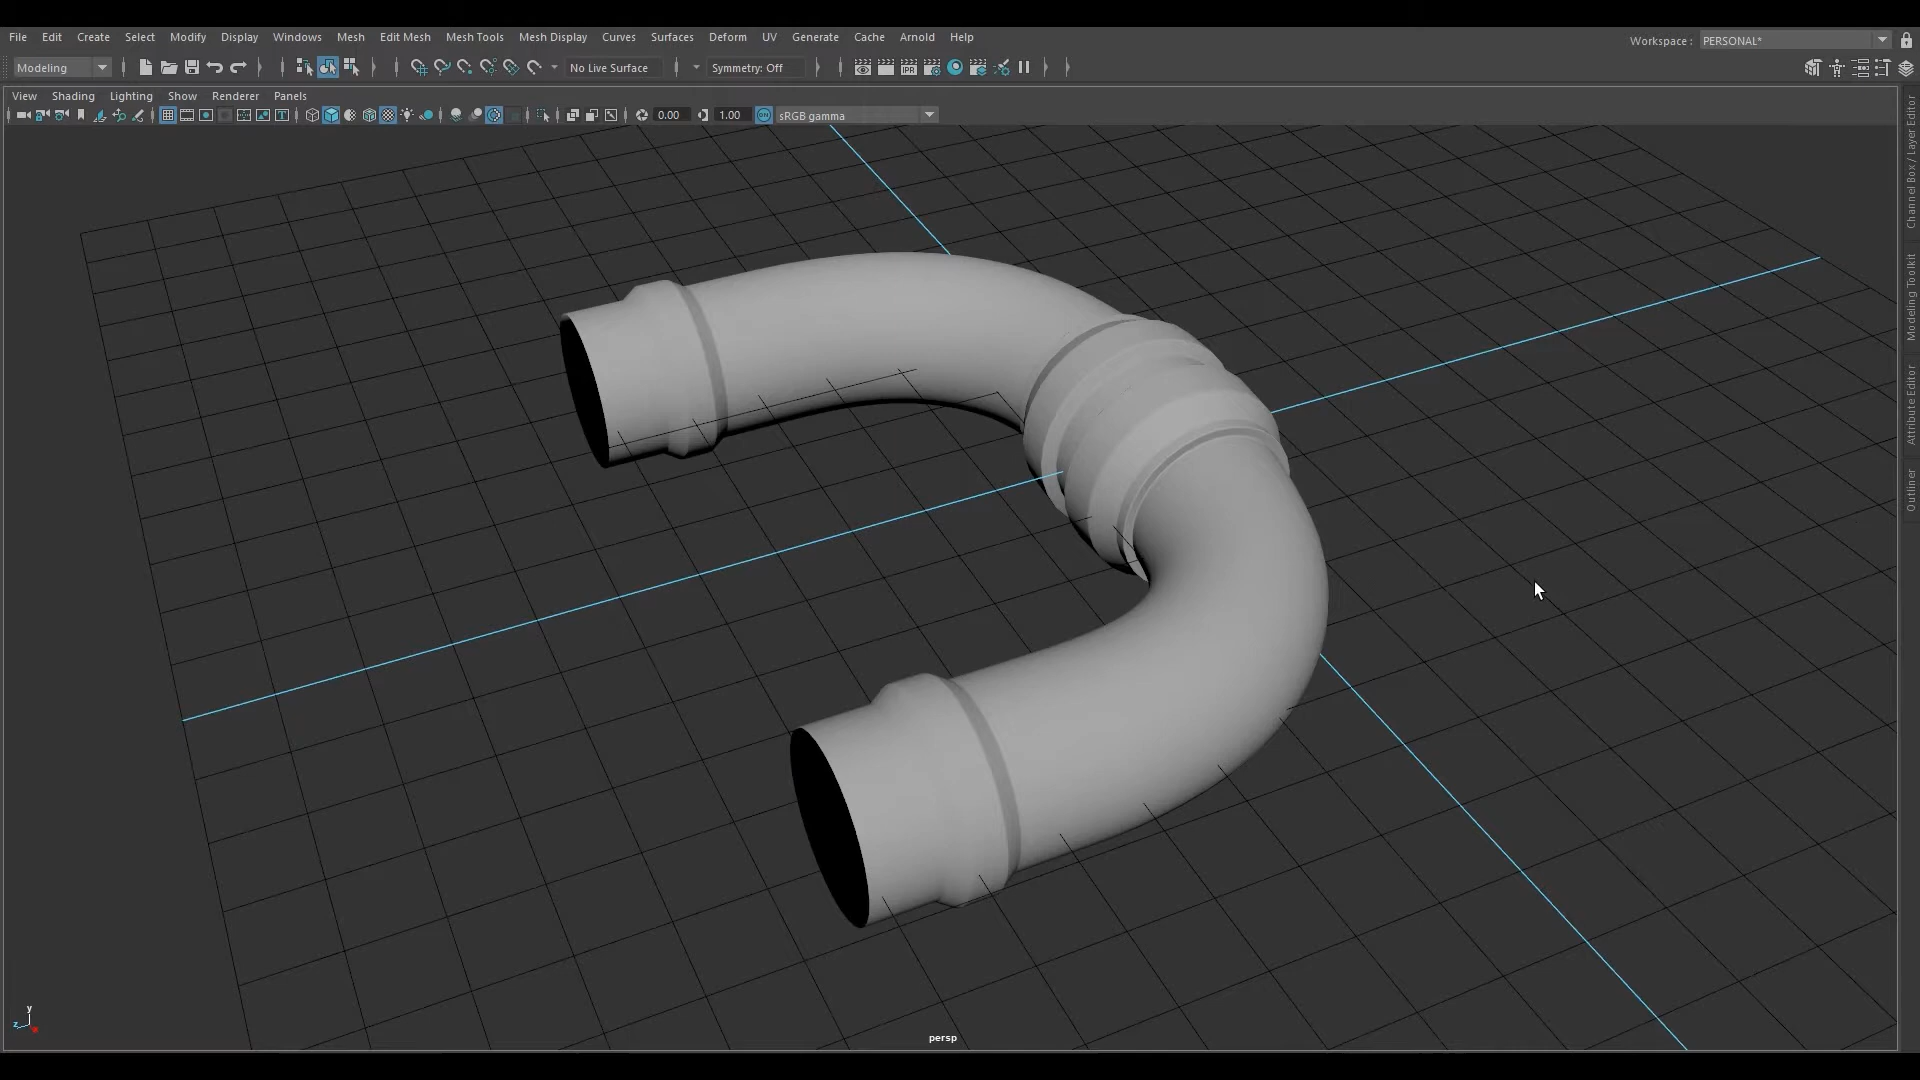 File Edit Create Select Modify Display Windows Mesh Edit Mesh Mesh Tools Mesh Display Curves Surfaces Deform UV Generate Cache Arnold Help
Workspace : PERSONAL*
Modeling No Live Surface Symmetry: Off
IPR
View Shading Lighting Show Renderer Panels
0.00 1.00 ON sRGB gamma
Channel Box / Layer Editor
Modeling Toolkit
Attribute Editor
Outliner
y
z
persp